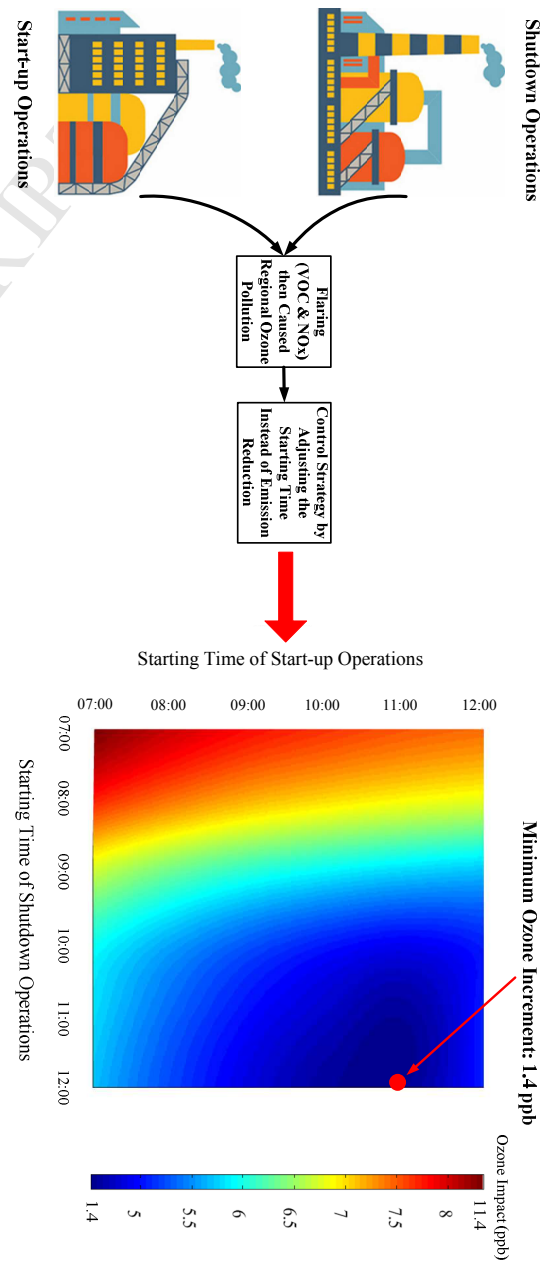 Shutdown Operations
Start-up Operations
Flaring
(VOC & NOx)
then Caused
Regional Ozone
Pollution
Control Strategy by
Adjusting the
Starting Time
Instead of Emission
Reduction
Starting Time of Start-up Operations
07:00
08:00
09:00
10:00
11:00
12:00
07:00
08:00
09:00
10:00
11:00
12:00
Starting Time of Shutdown Operations
Minimum Ozone Increment: 1.4 ppb
Ozone Impact (ppb)
11.4
8
7.5
7
6.5
6
5.5
5
1.4